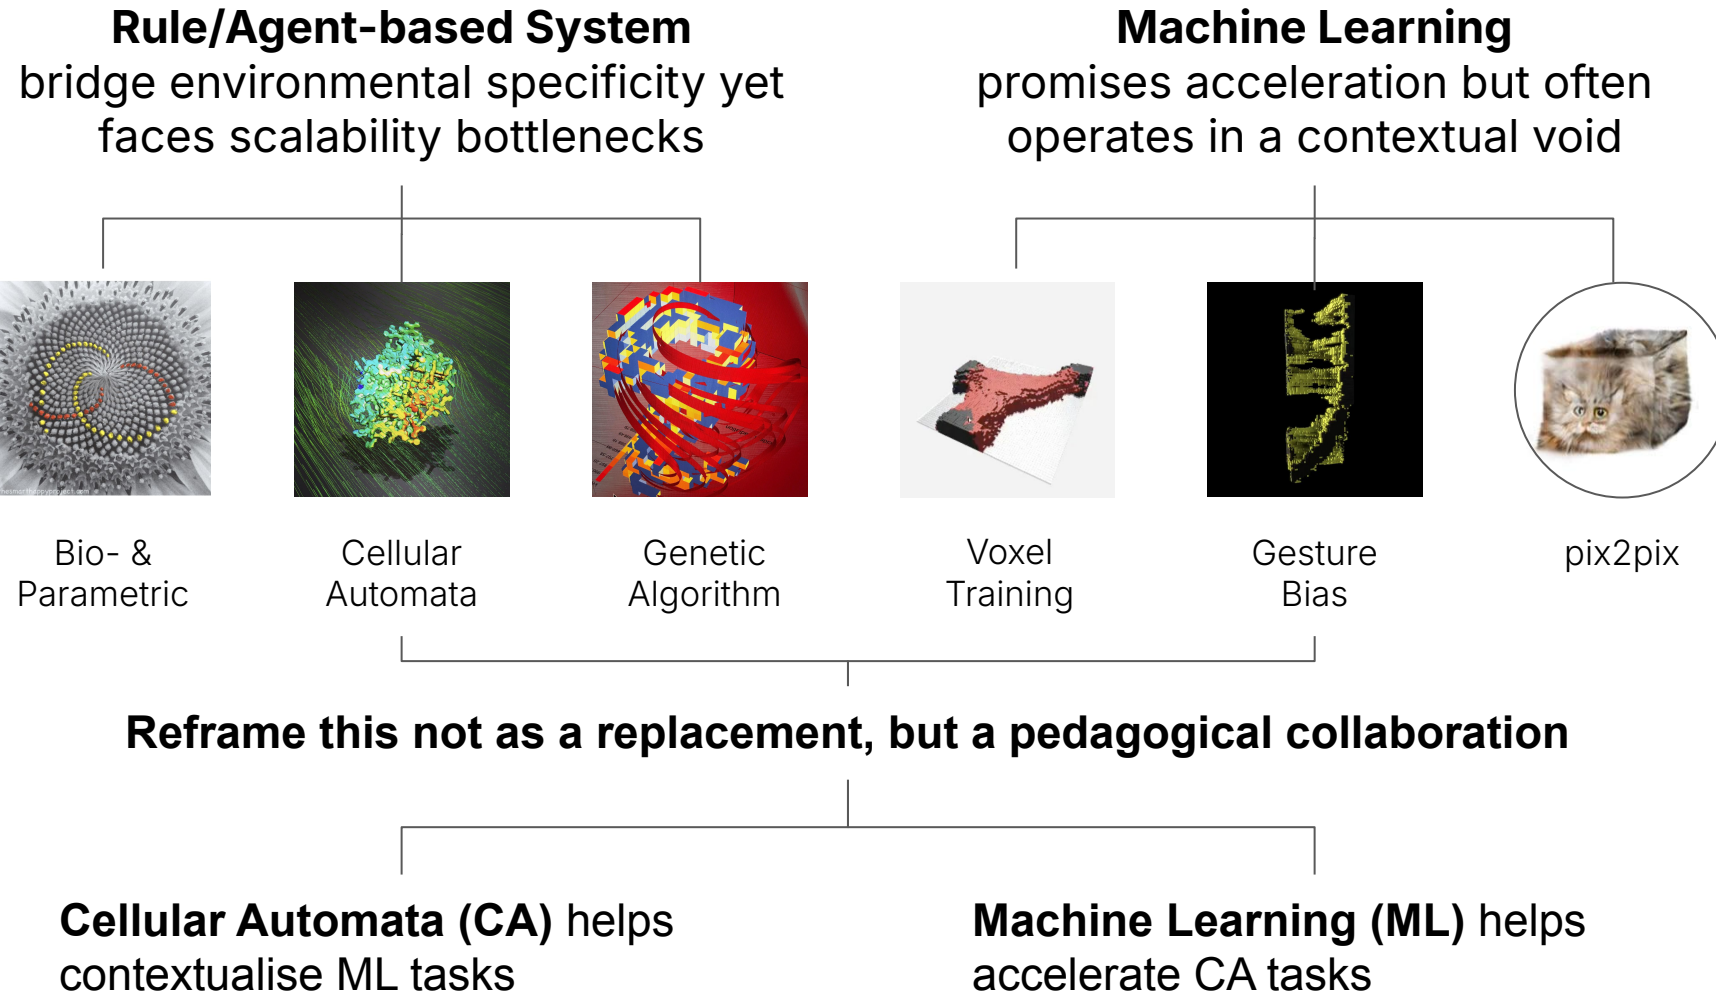 Rule/Agent-based System
bridge environmental specificity yet
faces scalability bottlenecks
Machine Learning
promises acceleration but often
operates in a contextual void
Bio- &
Parametric
Cellular
Automata
Genetic
Algorithm
Voxel
Training
Gesture
Bias
pix2pix
Reframe this not as a replacement, but a pedagogical collaboration
Cellular Automata (CA) helps
contextualise ML tasks
Machine Learning (ML) helps
accelerate CA tasks